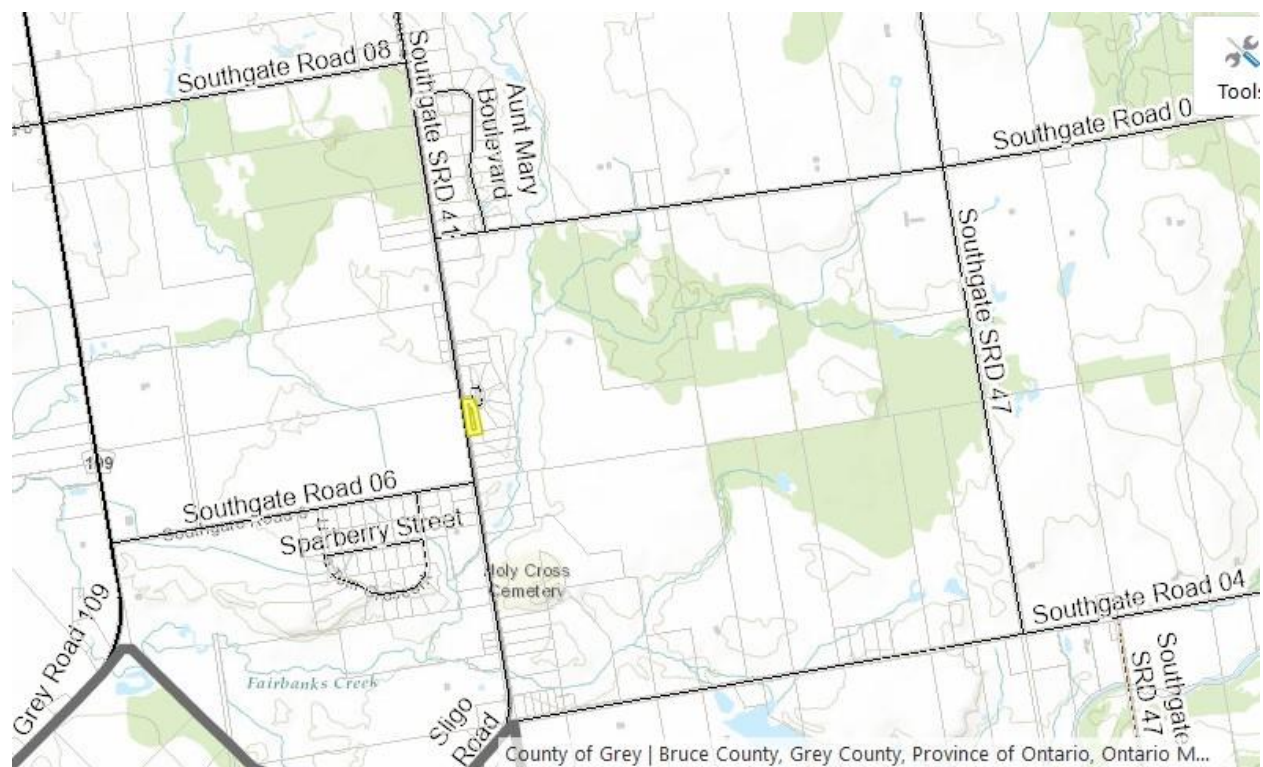 Southgate Road 08
Southgate SRD 41
Aunt Mary
Boulevard
Tools
Southgate Road 0
Southgate SRD 47
109
Southgate Road 06
Sparberry Street
Holy Cross
Cemetery
Southgate Road 04
Grey Road 109
Fairbanks Creek
Sligo
Road
Southgate
SRD 47
County of Grey | Bruce County, Grey County, Province of Ontario, Ontario M...